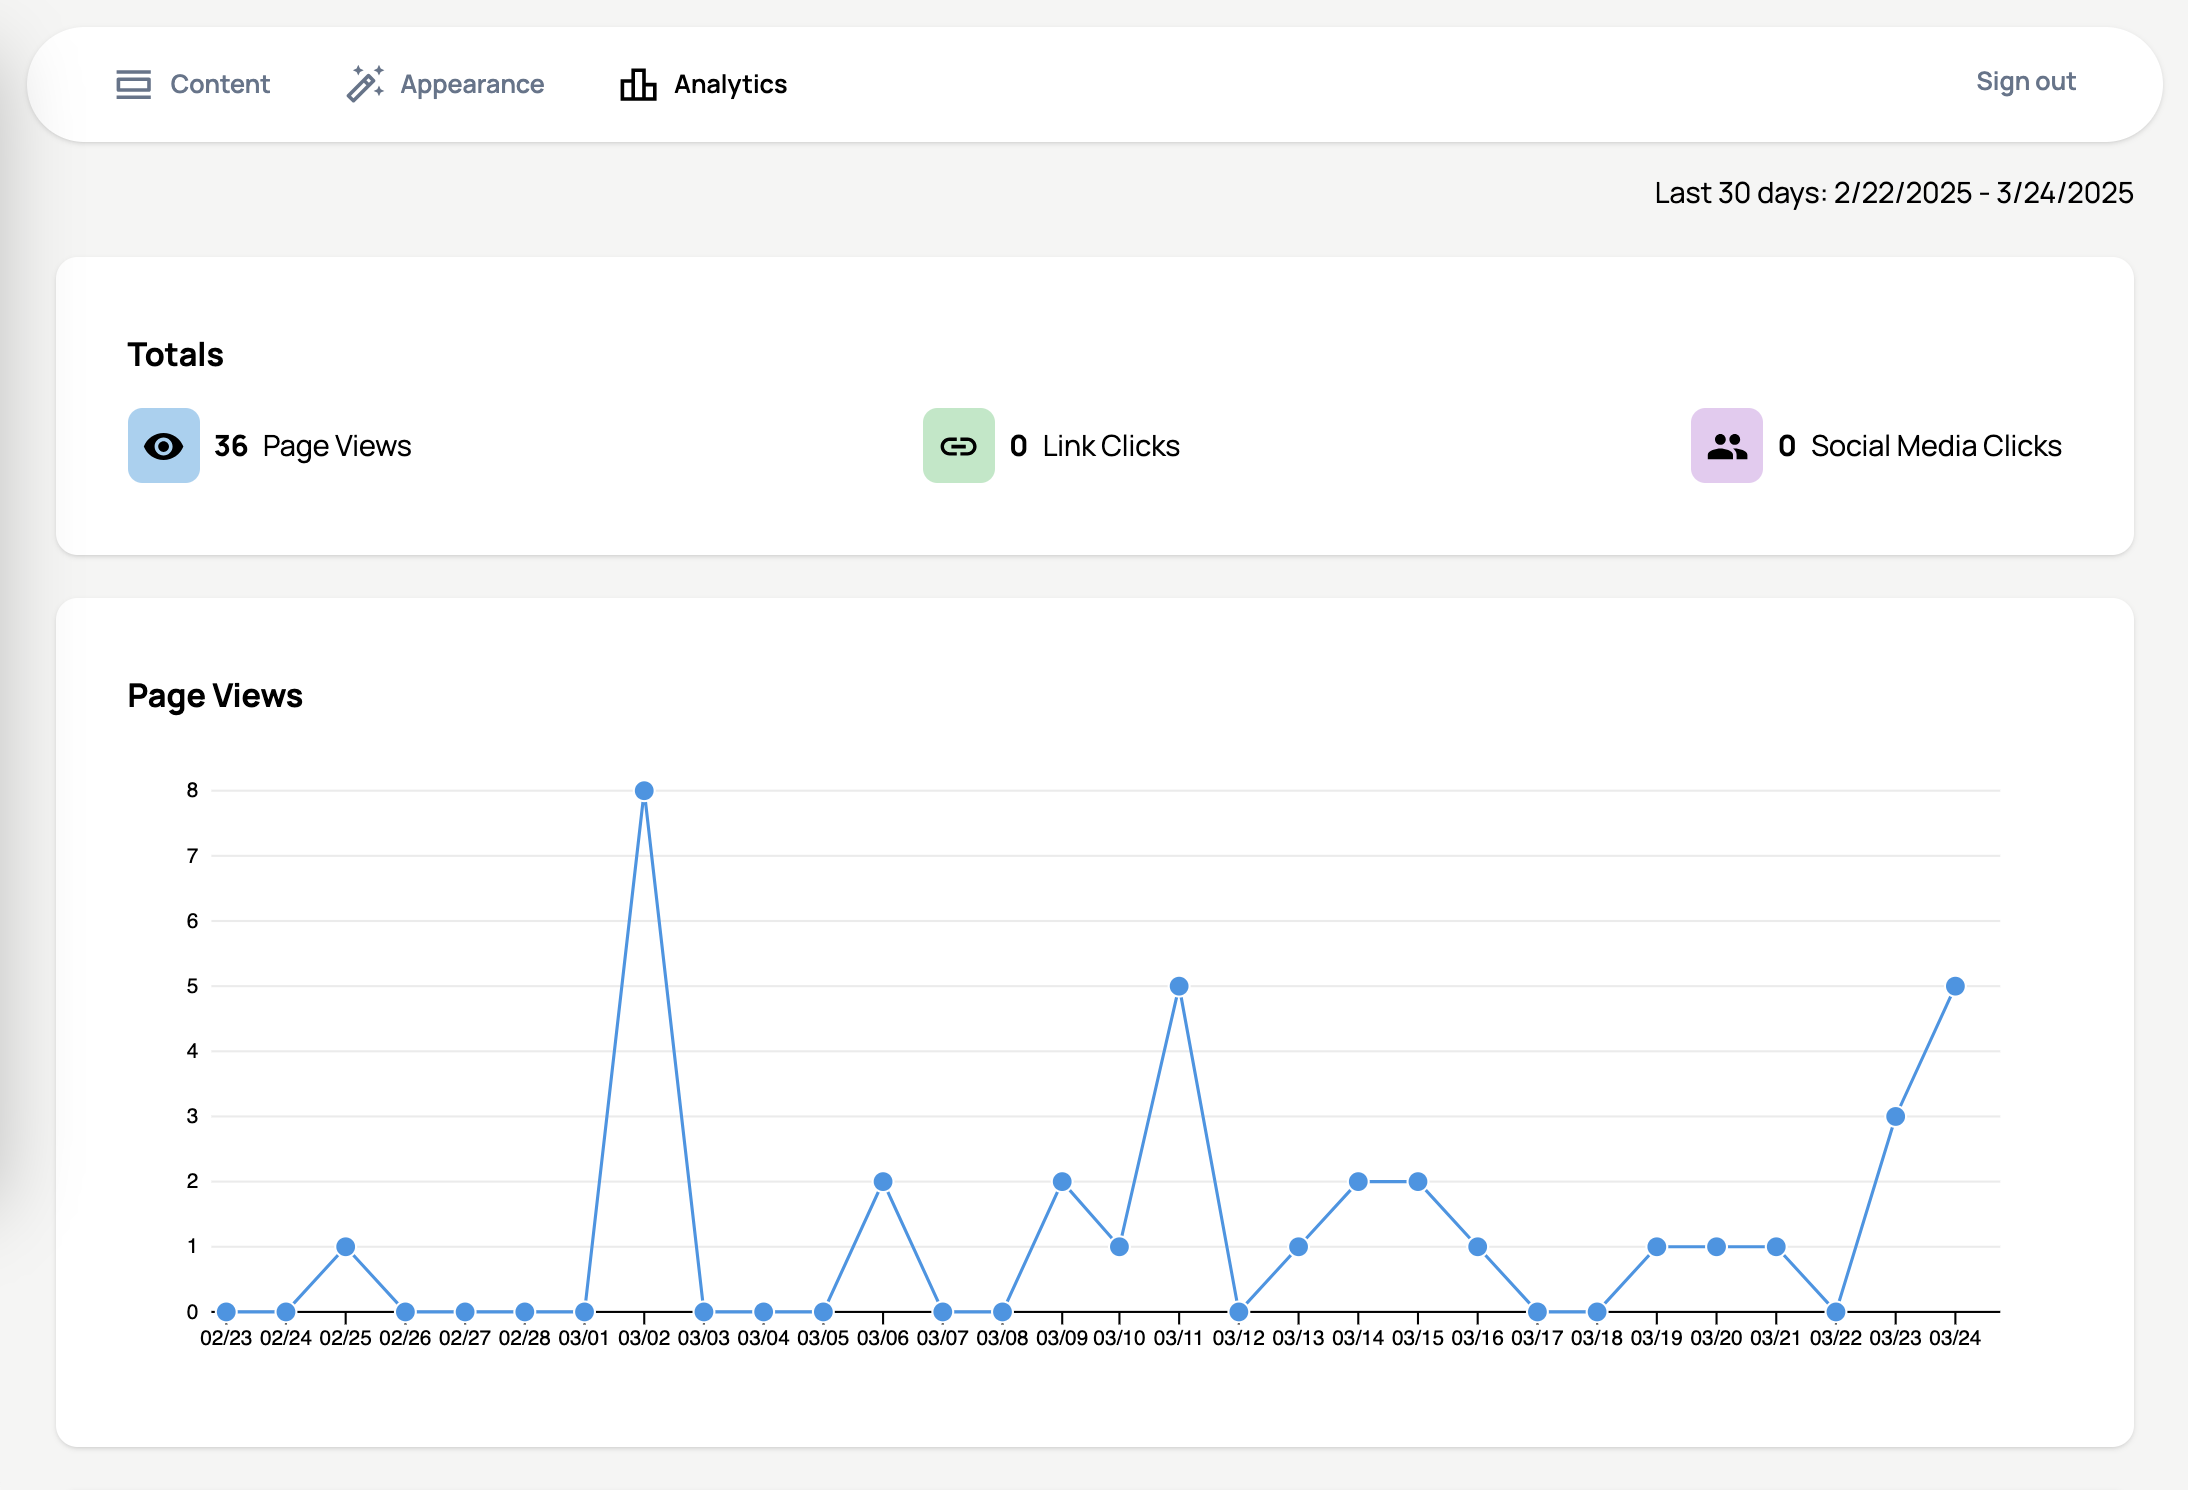 Content Appearance Analytics Sign out
Last 30 days: 2/22/2025 - 3/24/2025
Totals
36 Page Views 0 Link Clicks 0 Social Media Clicks
Page Views
8
7
6
5
4
3
2
1
0
02/23 02/24 02/25 02/26 02/27 02/28 03/01 03/02 03/03 03/04 03/05 03/06 03/07 03/08 03/09 03/10 03/11 03/12 03/13 03/14 03/15 03/16 03/17 03/18 03/19 03/20 03/21 03/22 03/23 03/24